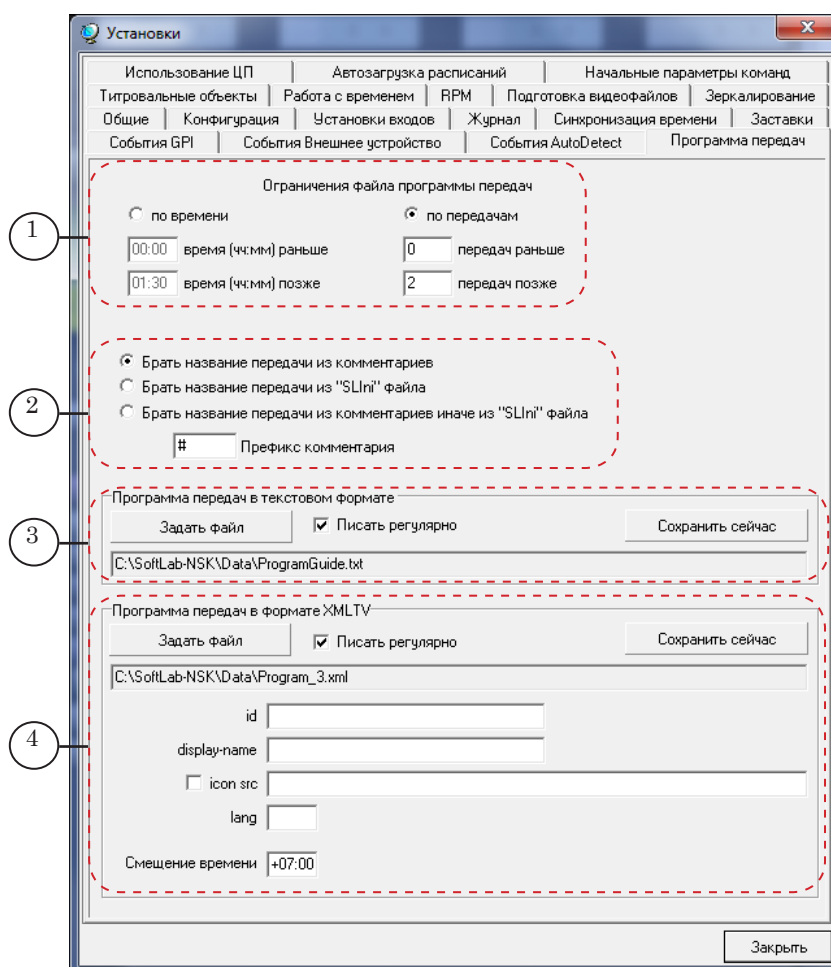 Установки
Использование ЦП Автозагрузка расписаний Начальные параметры команд
Титровальные объекты Работа с временем RPM Подготовка видеофайлов Зеркалирование
Общие Конфигурация Установки входов Журнал Синхронизация времени Заставки
События GPI События Внешнее устройство События AutoDetect Программа передач
1
Ограничения файла программы передач
по времени по передачам
00:00 время (чч:мм) раньше 0 передач раньше
01:30 время (чч:мм) позже 2 передач позже
2
Брать название передачи из комментариев
Брать название передачи из "SLIni" файла
Брать название передачи из комментариев иначе из "SLIni" файла
# Префикс комментария
3
Программа передач в текстовом формате
Задать файл Писать регулярно Сохранить сейчас
C:\SoftLab-NSK\Data\ProgramGuide.txt
4
Программа передач в формате XMLTV
Задать файл Писать регулярно Сохранить сейчас
C:\SoftLab-NSK\Data\Program_3.xml
id
display-name
icon src
lang
Смещение времени +07:00
Закрыть